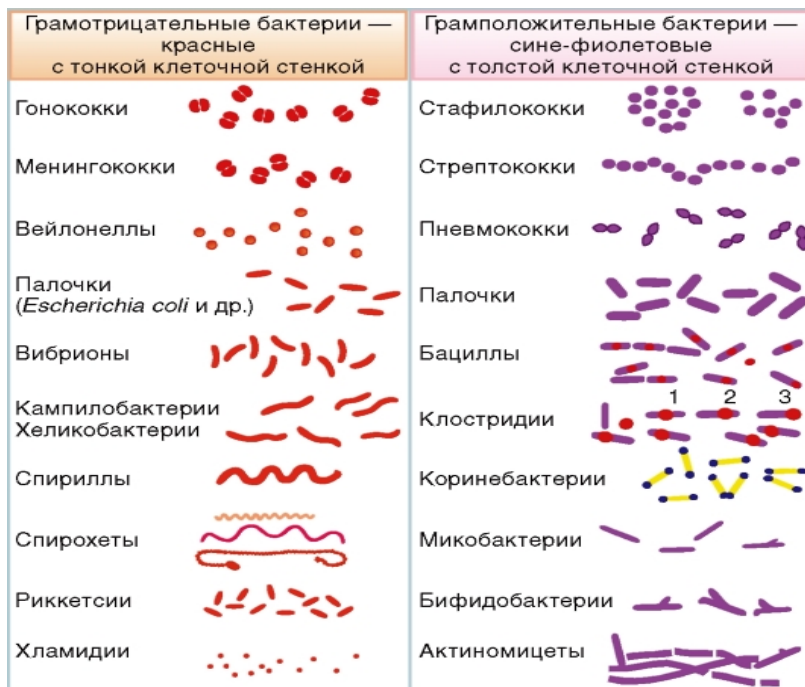 Грамотрицательные бактерии —
красные
с тонкой клеточной стенкой
Гонококки
Менингококки
Вейлонеллы
Палочки
(Escherichia coli и др.)
Вибрионы
Кампилобактерии
Хеликобактерии
Спириллы
Спирохеты
Риккетсии
Хламидии
Грамположительные бактерии —
сине-фиолетовые
с толстой клеточной стенкой
Стафилококки
Стрептококки
Пневмококки
Палочки
Бациллы
1 2 3
Клостридии
Коринебактерии
Микобактерии
Бифидобактерии
Актиномицеты